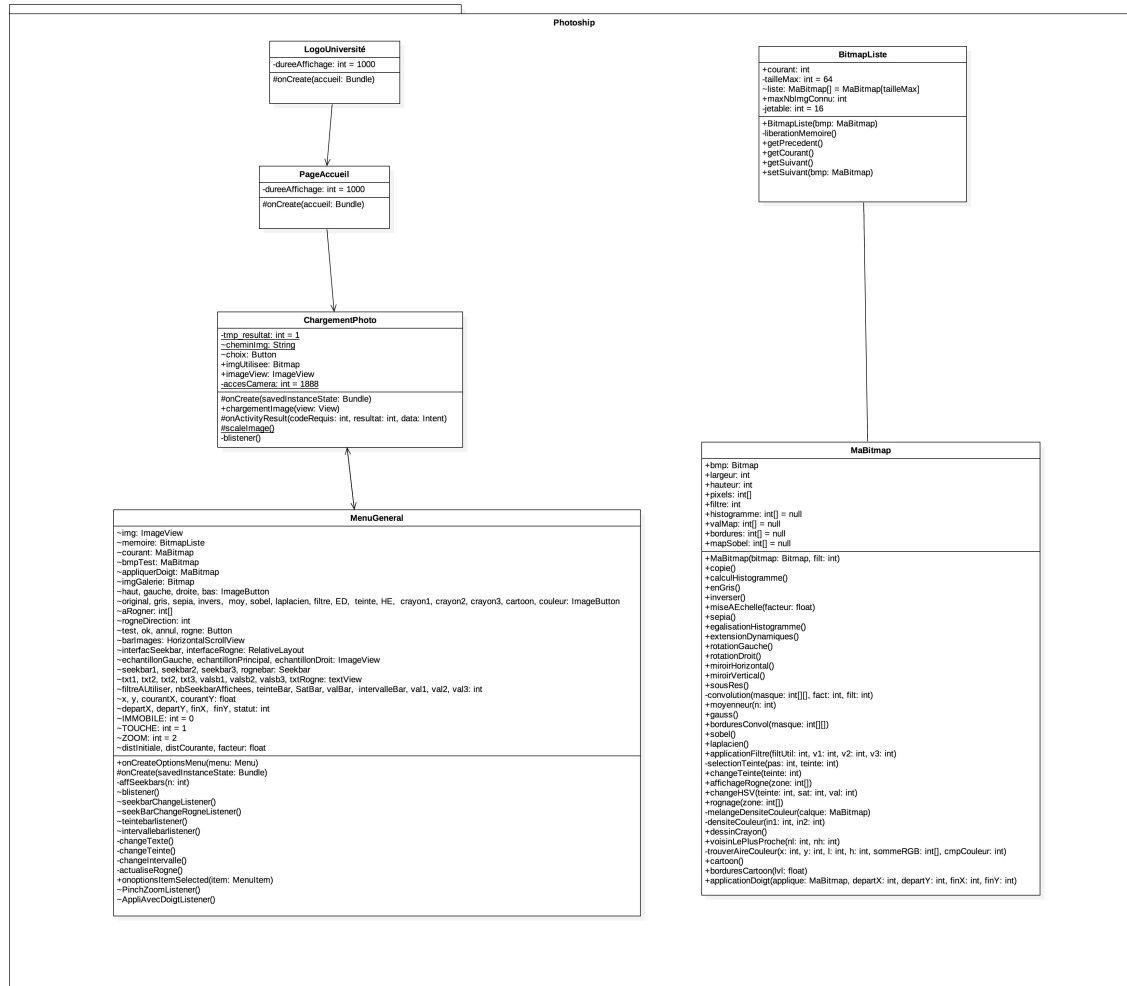 Photoship
LogoUniversité
-dureeAffichage: int = 1000
#onCreate(accueil: Bundle)
PageAccueil
-dureeAffichage: int = 1000
#onCreate(accueil: Bundle)
ChargementPhoto
-tmp_resultat: int = 1
~cheminImg: String
~choix: Button
+imgUtilisee: Bitmap
+imageView: ImageView
-accesCamera: int = 1888
#onCreate(savedInstanceState: Bundle)
+chargementImage(view: View)
#onActivityResult(codeRequis: int, resultat: int, data: Intent)
#scaleImage()
-blistener()
MenuGeneral
~img: ImageView
~memoire: BitmapListe
~courant: MaBitmap
~bmpTest: MaBitmap
~appliquerDoigt: MaBitmap
~imgGalerie: Bitmap
~haut, gauche, droite, bas: ImageButton
~original, gris, sepia, invers, moy, sobel, laplacien, filtre, ED, teinte, HE, crayon1, crayon2, crayon3, cartoon, couleur: ImageButton
~aRogner: int[]
~rogneDirection: int
~test, ok, annul, rogne: Button
~barImages: HorizontalScrollView
~interfacSeekbar, interfaceRogne: RelativeLayout
~echantillonGauche, echantillonPrincipal, echantillonDroit: ImageView
~seekbar1, seekbar2, seekbar3, rognebar: Seekbar
~txt1, txt2, txt2, txt3, valsb1, valsb2, valsb3, txtRogne: textView
~filtreAUtiliser, nbSeekbarAffichees, teinteBar, SatBar, valBar, intervalleBar, val1, val2, val3: int
~x, y, courantX, courantY: float
~departX, departY, finX, finY, statut: int
~IMMOBILE: int = 0
~TOUCHE: int = 1
~ZOOM: int = 2
~distInitiale, distCourante, facteur: float
+onCreateOptionsMenu(menu: Menu)
#onCreate(savedInstanceState: Bundle)
-affSeekbars(n: int)
~blistener()
~seekbarChangeListener()
~seekBarChangeRogneListener()
~teintebarlistener()
~intervallebarlistener()
-changeTexte()
-changeTeinte()
-changeIntervalle()
-actualiseRogne()
+onoptionsItemSelected(item: MenuItem)
~PinchZoomListener()
~AppliAvecDoigtListener()
BitmapListe
+courant: int
-tailleMax: int = 64
~liste: MaBitmap[] = MaBitmap[tailleMax]
+maxNbImgConnu: int
-jetable: int = 16
+BitmapListe(bmp: MaBitmap)
-liberationMemoire()
+getPrecedent()
+getCourant()
+getSuivant()
+setSuivant(bmp: MaBitmap)
MaBitmap
+bmp: Bitmap
+largeur: int
+hauteur: int
+pixels: int[]
+filtre: int
+histogramme: int[] = null
+valMap: int[] = null
+bordures: int[] = null
+mapSobel: int[] = null
+MaBitmap(bitmap: Bitmap, filt: int)
+copie()
+calculHistogramme()
+enGris()
+inverser()
+miseAEchelle(facteur: float)
+sepia()
+egalisationHistogramme()
+extensionDynamiques()
+rotationGauche()
+rotationDroit()
+miroirHorizontal()
+miroirVertical()
+sousRes()
-convolution(masque: int[][], fact: int, filt: int)
+moyenneur(n: int)
+gauss()
+borduresConvol(masque: int[][])
+sobel()
+laplacien()
+applicationFiltre(filtUtil: int, v1: int, v2: int, v3: int)
-selectionTeinte(pas: int, teinte: int)
+changeTeinte(teinte: int)
+affichageRogne(zone: int[])
+changeHSV(teinte: int, sat: int, val: int)
+rognage(zone: int[])
-melangeDensiteCouleur(calque: MaBitmap)
-densiteCouleur(in1: int, in2: int)
+dessinCrayon()
+voisinLePlusProche(nl: int, nh: int)
-trouverAireCouleur(x: int, y: int, l: int, h: int, sommeRGB: int[], cmpCouleur: int)
+cartoon()
+borduresCartoon(lvl: float)
+applicationDoigt(applique: MaBitmap, departX: int, departY: int, finX: int, finY: int)